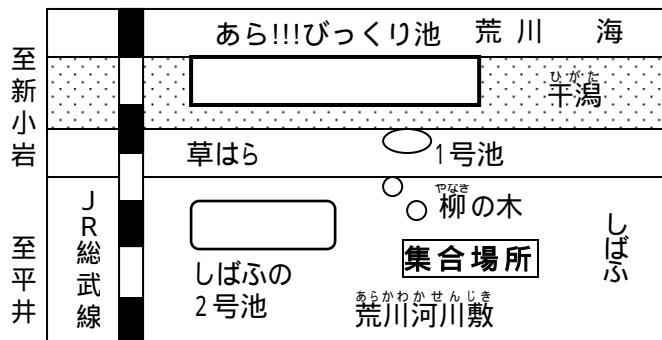 あら!!!びっくり池
荒川
海
至新小岩
ひがた
干潟
草はら
1号池
JR総武線
やなぎ
柳の木
しばふ
至平井
集合場所
しばふの
2号池
あらかわかせんじき
荒川河川敷